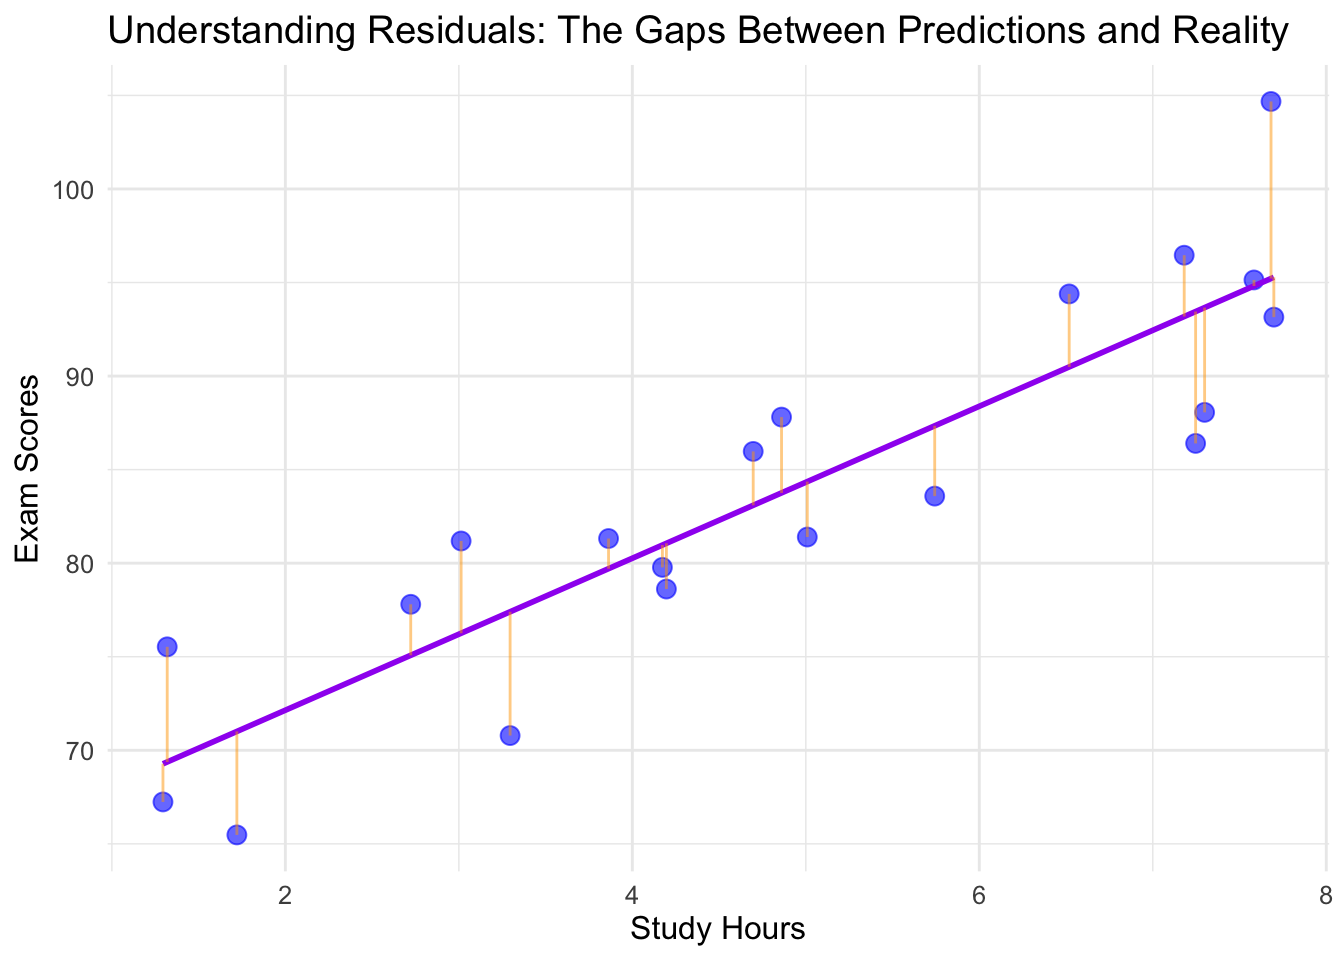 Understanding Residuals: The Gaps Between Predictions and Reality
100
90
80
70
Exam Scores
2 4 6 8
Study Hours